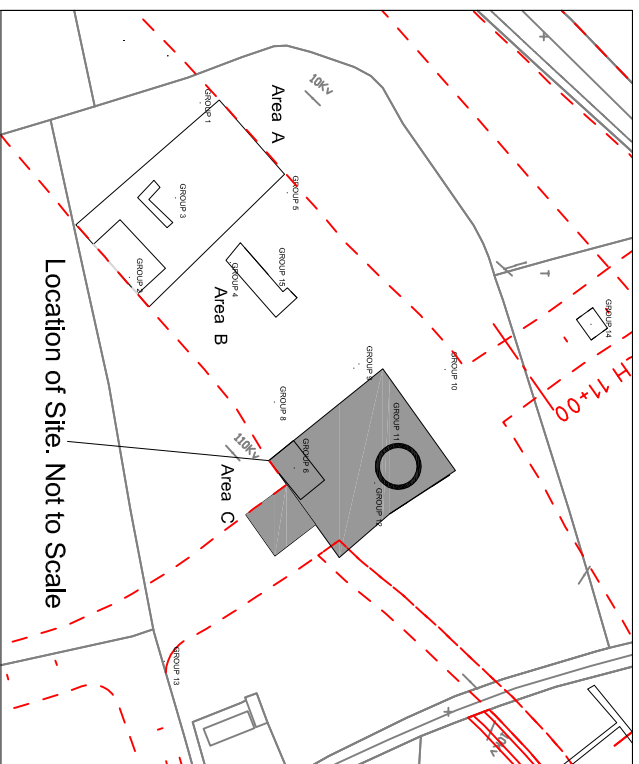 10Kv
Area A
GROUP 1
GROUP 5
GROUP 3
GROUP 2
GROUP 15
GROUP 4
Area B
GROUP 14
H 11+00
GROUP 10
GROUP 9
GROUP 8
GROUP 11
GROUP 6
GROUP 12
110Kv
Area C
Location of Site. Not to Scale
GROUP 13